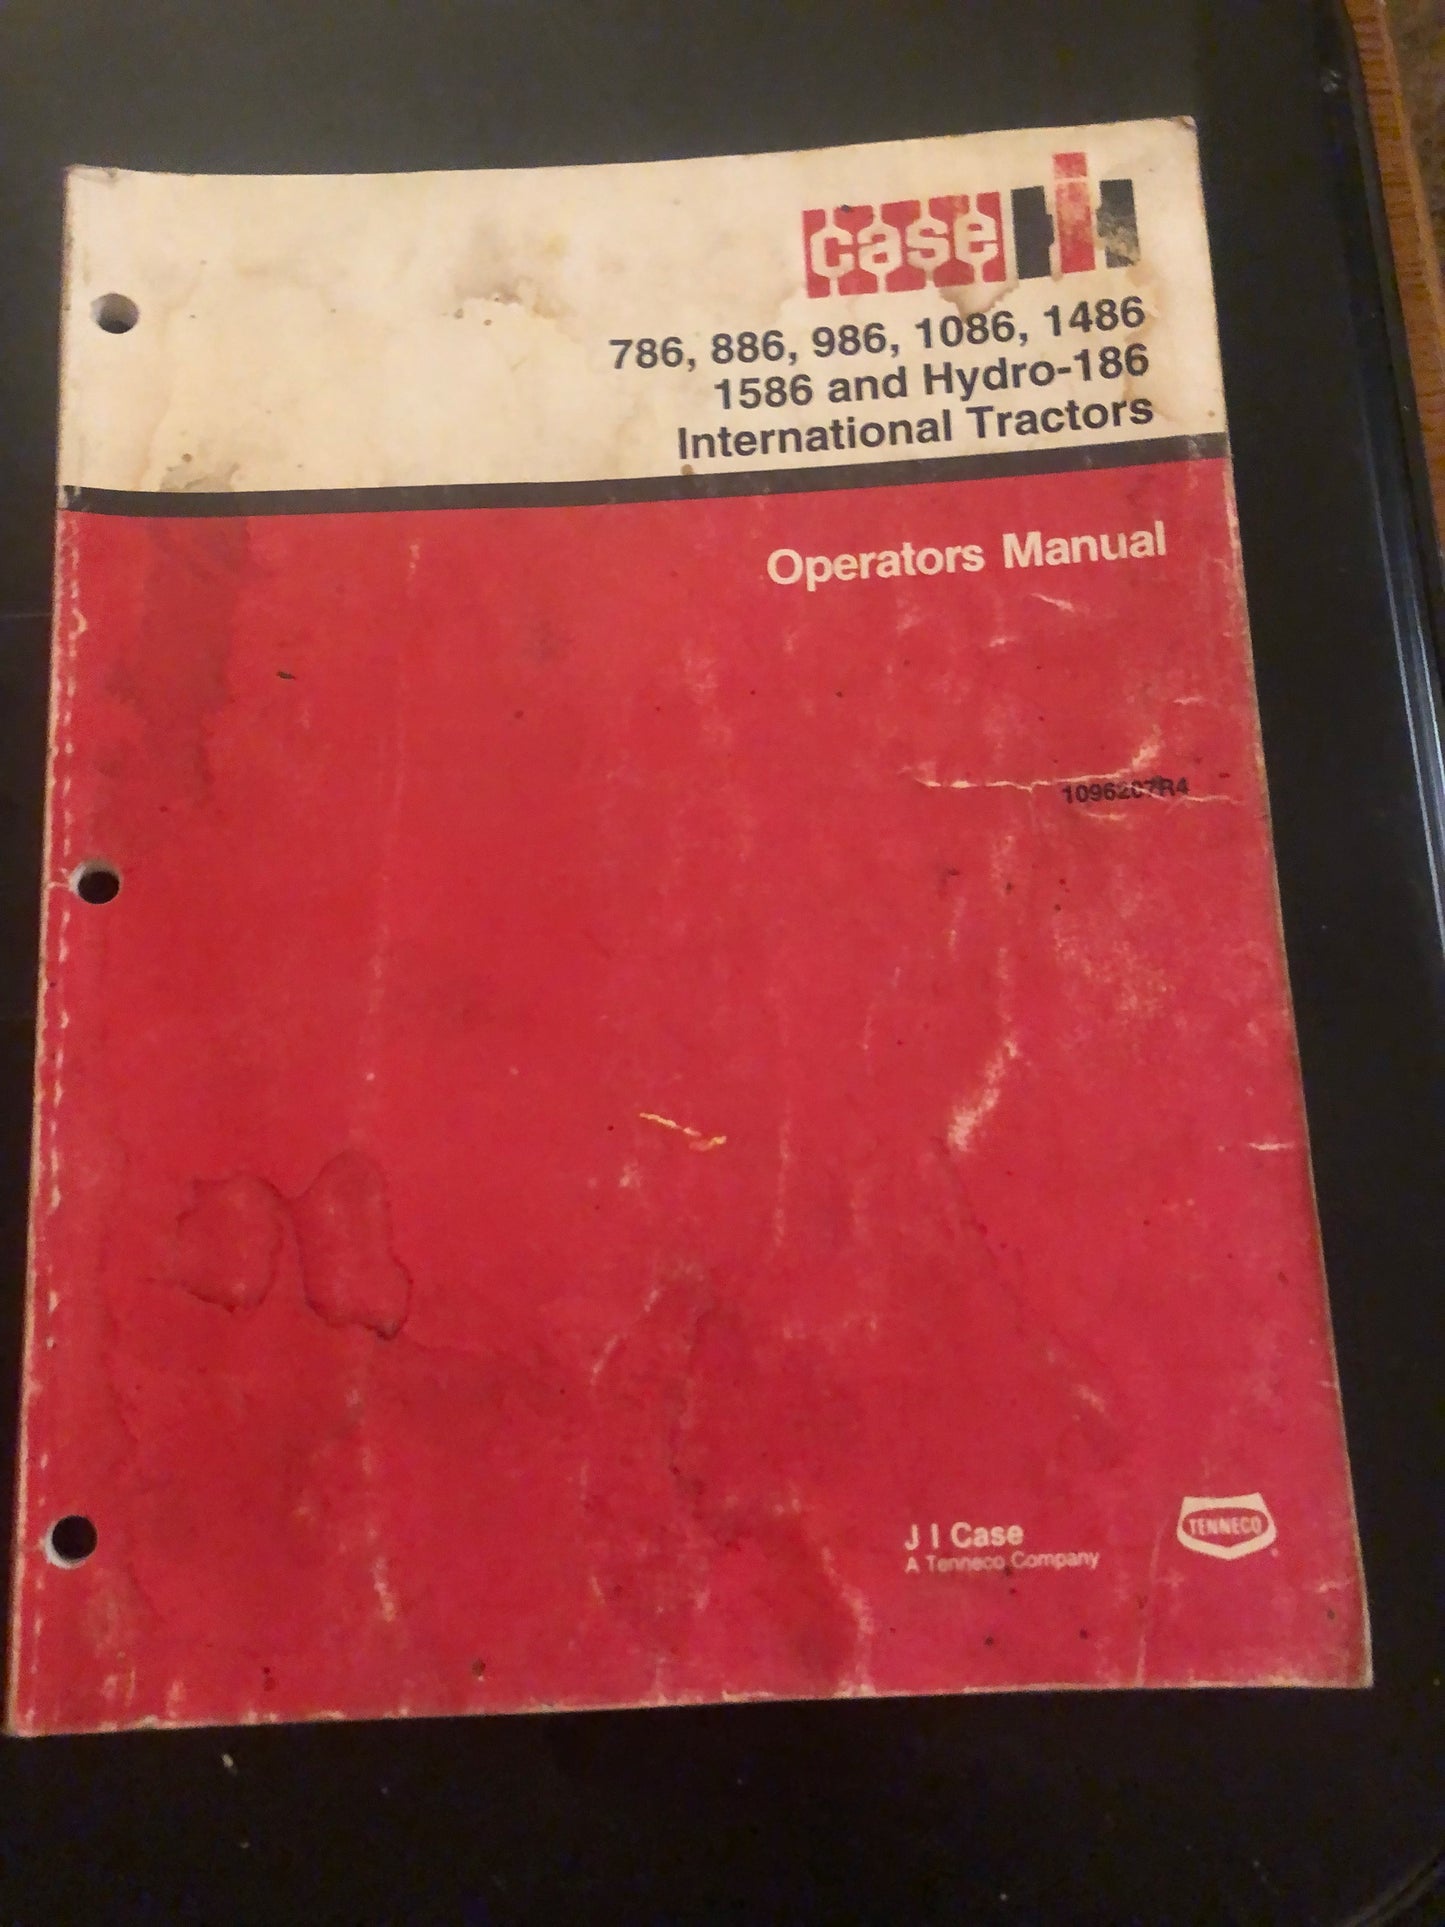 case IH
786, 886, 986, 1086, 1486
1586 and Hydro-186
International Tractors
Operators Manual
1096207R4
J I Case
A Tenneco Company
TENNECO